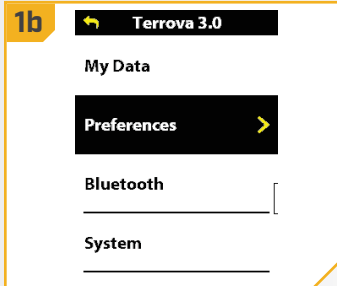 1b
Terrova 3.0
My Data
Preferences
Bluetooth
System